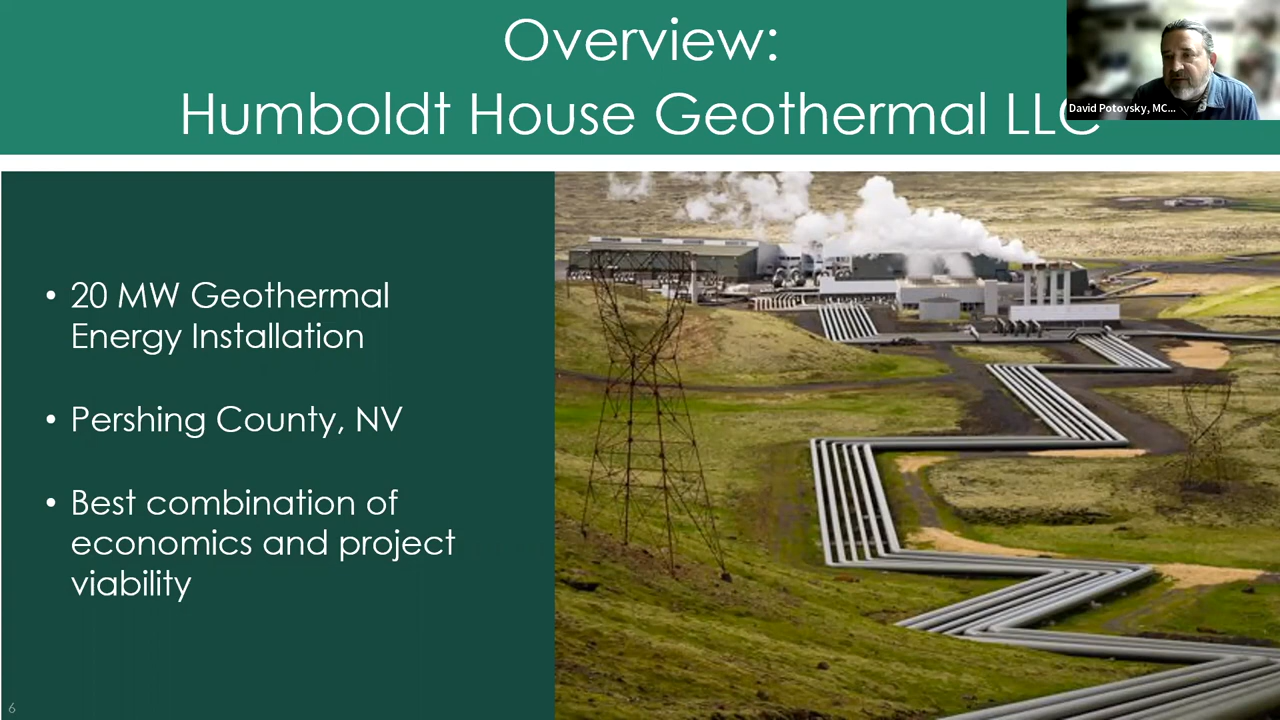 Overview:
Humboldt House Geothermal LLC
David Potovsky, MC...
• 20 MW Geothermal
Energy Installation
• Pershing County, NV
• Best combination of
economics and project
viability
6